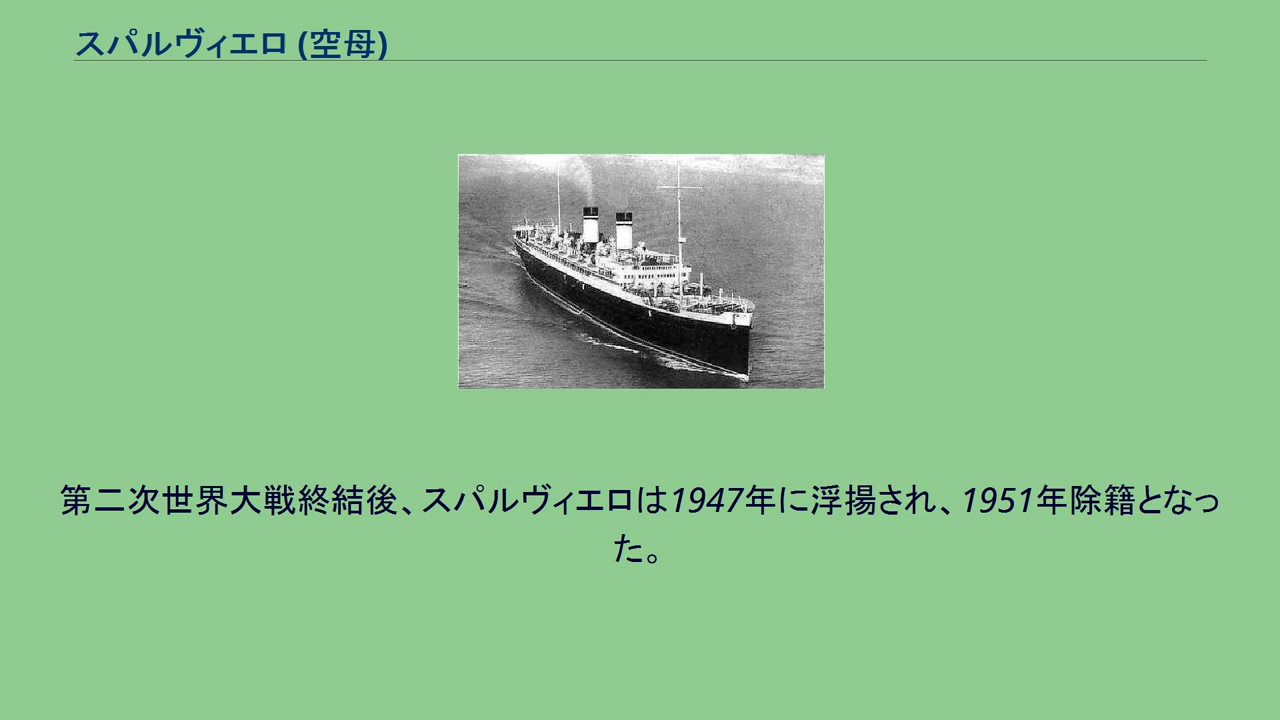 スパルヴィエロ (空母)
第二次世界大戦終結後、スパルヴィエロは1947年に浮揚され、1951年除籍となっ
た。